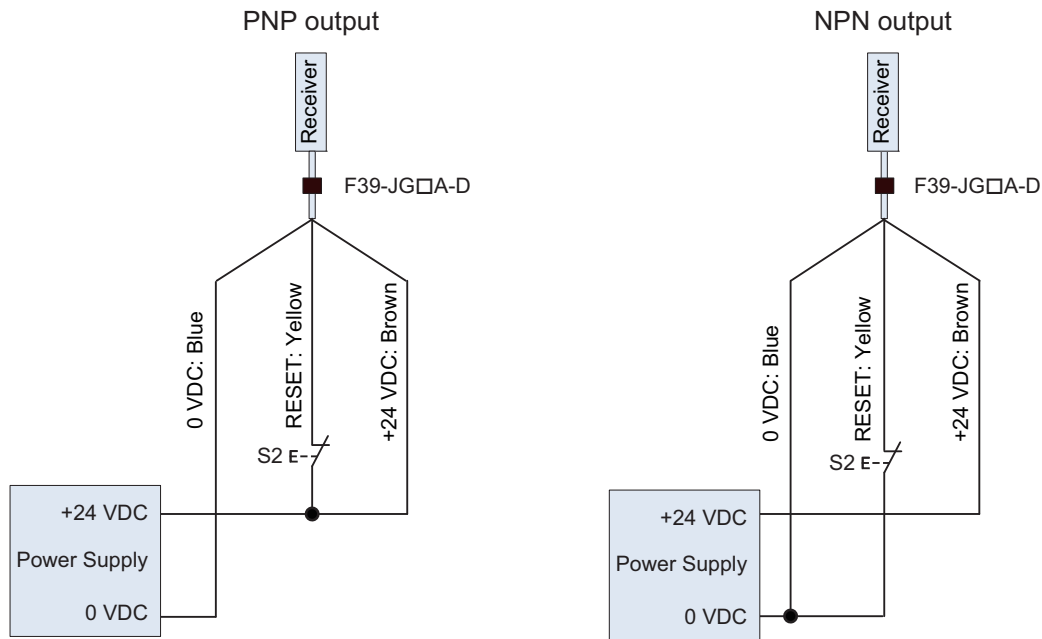 PNP output
Receiver
F39-JG□A-D
0 VDC: Blue
RESET: Yellow
+24 VDC: Brown
S2
+24 VDC
Power Supply
0 VDC
NPN output
Receiver
F39-JG□A-D
0 VDC: Blue
RESET: Yellow
+24 VDC: Brown
S2
+24 VDC
Power Supply
0 VDC